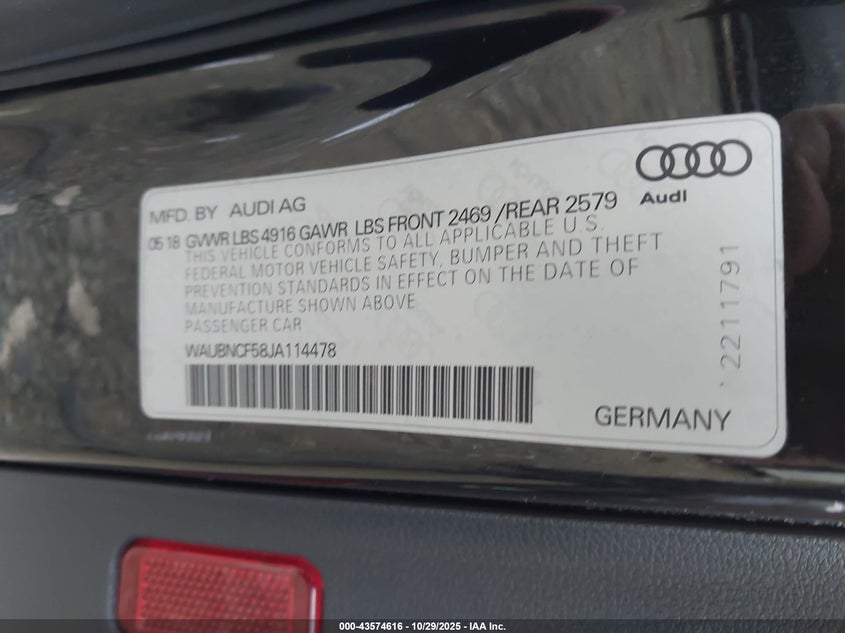 Audi
MFD. BY AUDI AG
05 18 GVWR LBS 4916 GAWR LBS FRONT 2469 /REAR 2579
THIS VEHICLE CONFORMS TO ALL APPLICABLE U.S.
FEDERAL MOTOR VEHICLE SAFETY, BUMPER AND THEFT
PREVENTION STANDARDS IN EFFECT ON THE DATE OF
MANUFACTURE SHOWN ABOVE
PASSENGER CAR
WAUBNCF58JA114478
2211791
GERMANY
000-43574616 - 10/29/2025 - IAA Inc.